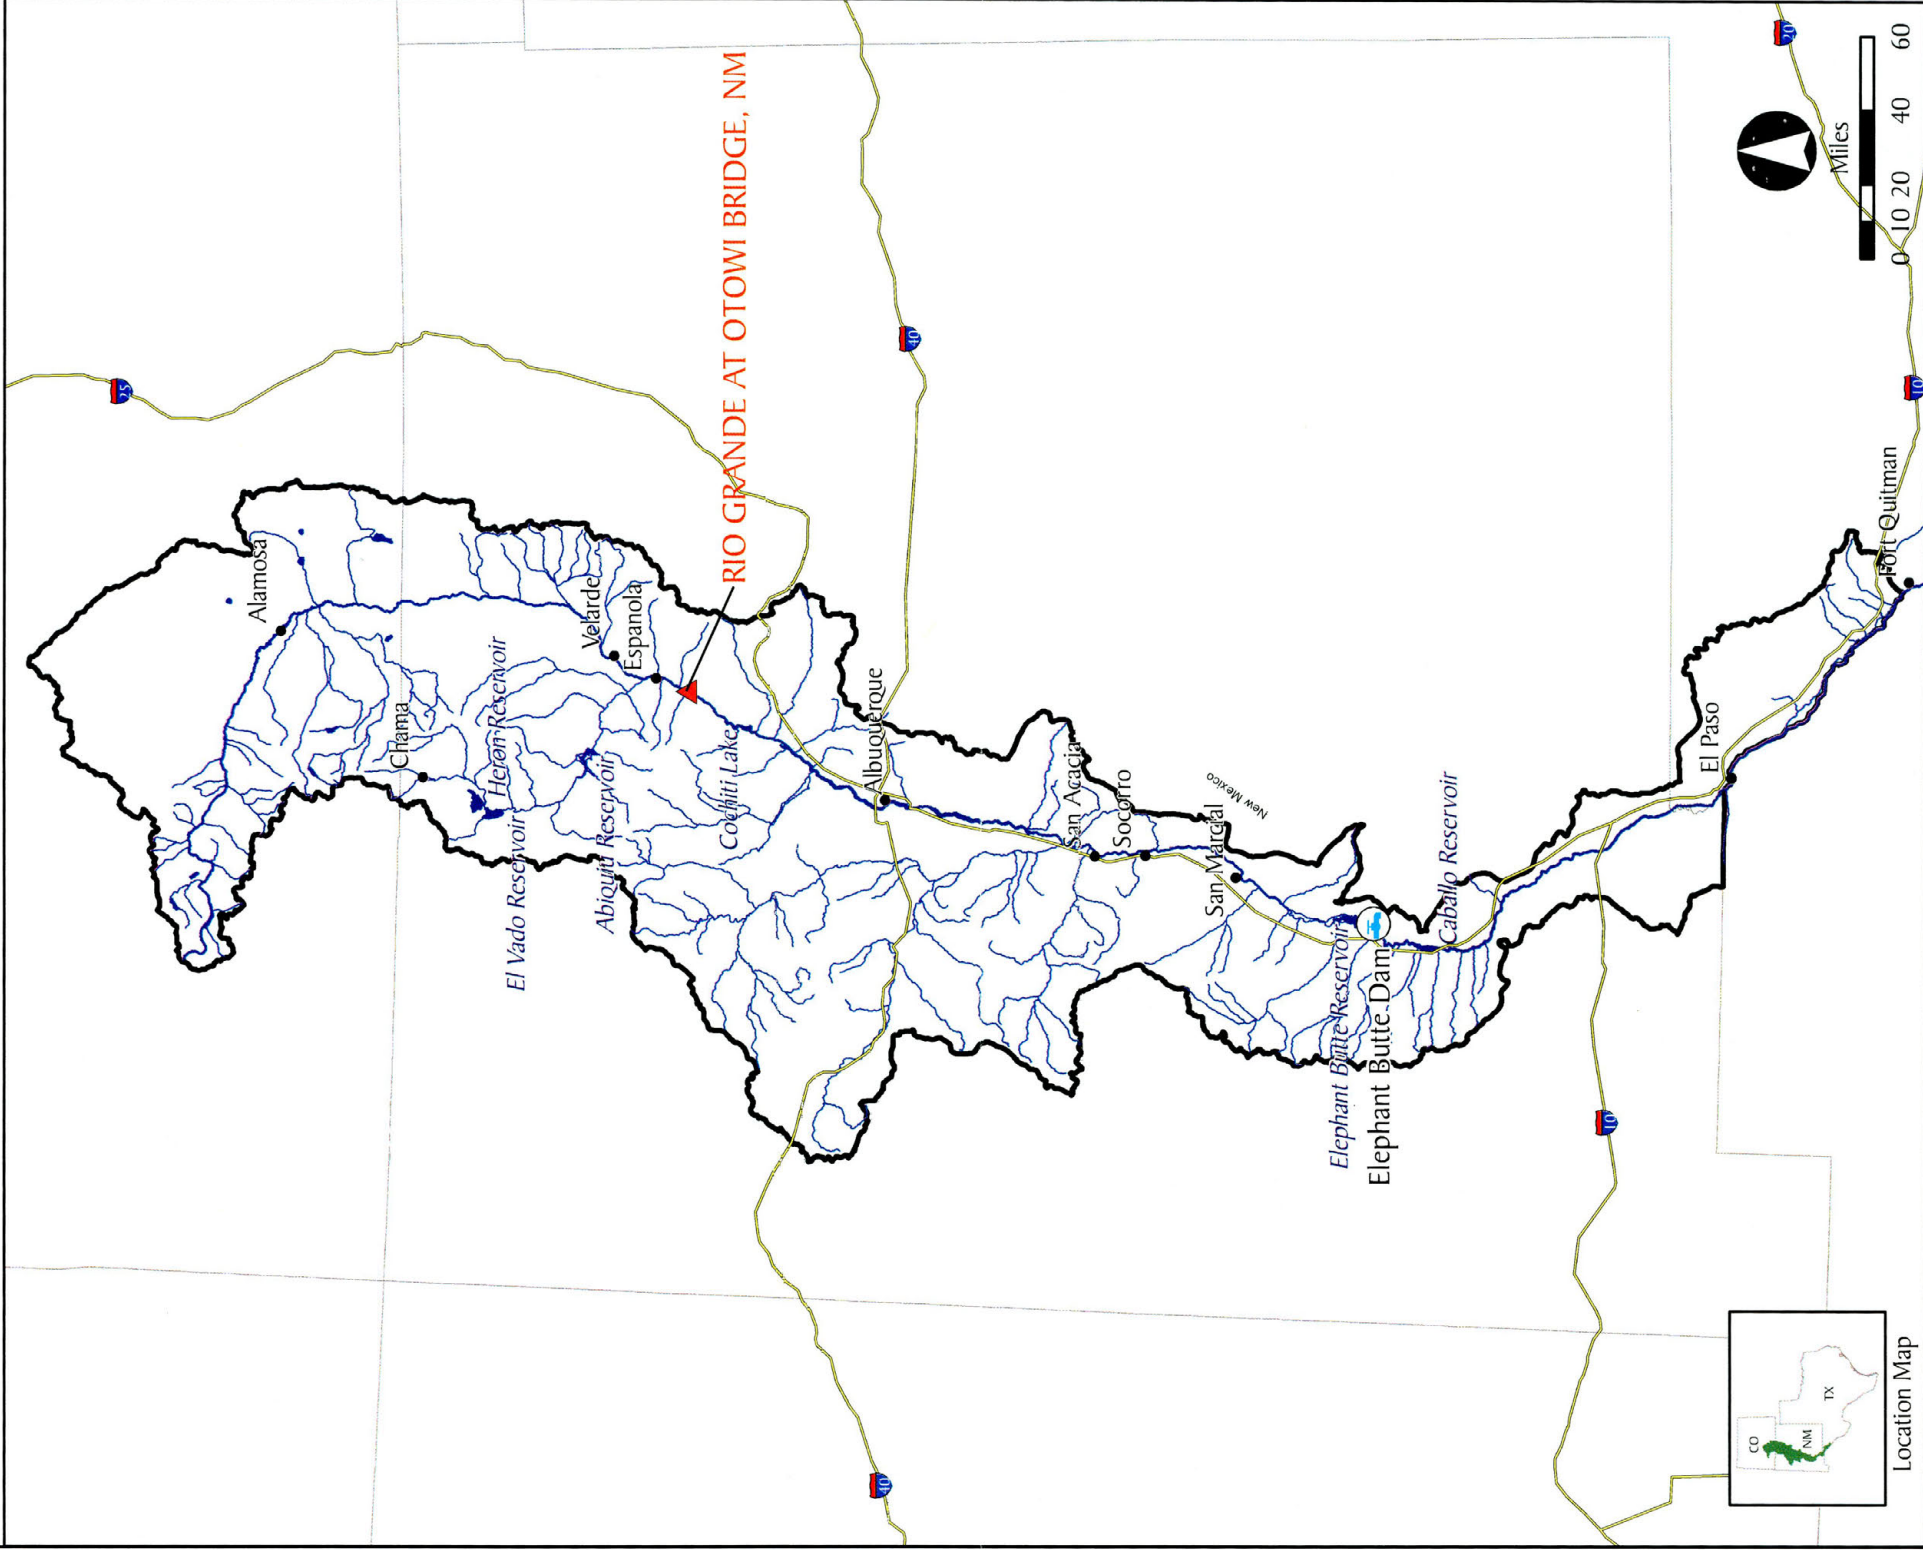 25
Alamosa
Chama
Heron Reservoir
El Vado Reservoir
Velarde
Espanola
Abiquiu Reservoir
RIO GRANDE AT OTOWI BRIDGE, NM
Cochiti Lake
40
40
Albuquerque
San Acacia
Socorro
New Mexico
San Marcial
Elephant Butte Reservoir
Elephant Butte Dam
Caballo Reservoir
10
El Paso
Fort Quitman
10
20
Miles
0 10 20 40 60
CO
NM
TX
Location Map